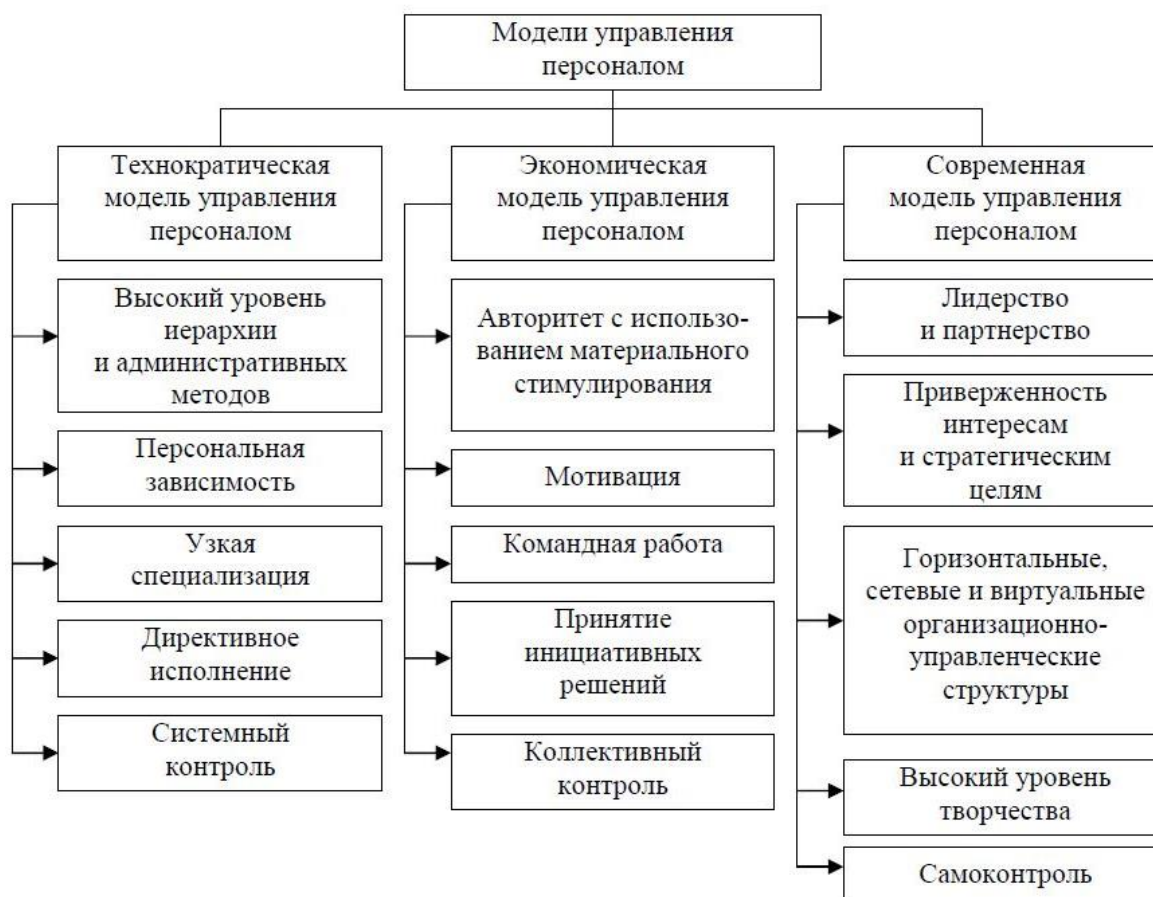 Модели управления
персоналом
Технократическая
модель управления
персоналом
Высокий уровень
иерархии
и административных
методов
Персональная
зависимость
Узкая
специализация
Директивное
исполнение
Системный
контроль
Экономическая
модель управления
персоналом
Авторитет с использо-
ванием материального
стимулирования
Мотивация
Командная работа
Принятие
инициативных
решений
Коллективный
контроль
Современная
модель управления
персоналом
Лидерство
и партнерство
Приверженность
интересам
и стратегическим
целям
Горизонтальные,
сетевые и виртуальные
организационно-
управленческие
структуры
Высокий уровень
творчества
Самоконтроль